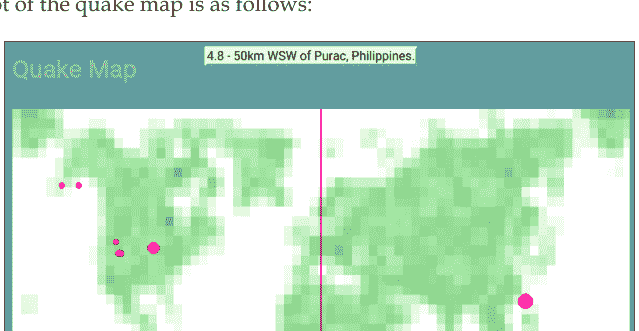 ot of the quake map is as follows:
4.8 - 50km WSW of Purac, Philippines.
Quake Map